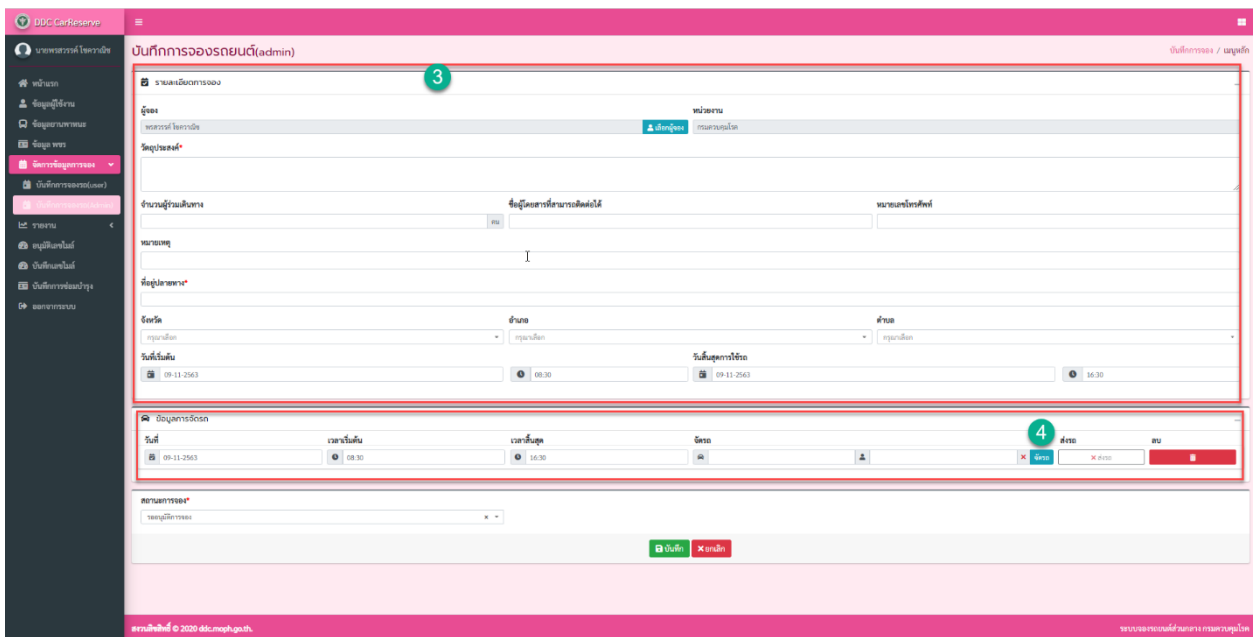 DDC CarReserve
นายพรสวรรค์ โชควาณิช
หน้าแรก
ข้อมูลผู้ใช้งาน
ข้อมูลยานพาหนะ
ข้อมูล พขร
จัดการข้อมูลการจอง
บันทึกการจองรถ(user)
บันทึกการจองรถ(Admin)
รายงาน
อนุมัติเลขไมล์
บันทึกเลขไมล์
บันทึกการซ่อมบำรุง
ออกจากระบบ
บันทึกการจองรถยนต์(admin)
บันทึกการจอง / เมนูหลัก
รายละเอียดการจอง
3
ผู้จอง หน่วยงาน
พรสวรรค์ โชควาณิช เลือกผู้จอง กรมควบคุมโรค
วัตถุประสงค์*
จำนวนผู้ร่วมเดินทาง ชื่อผู้โดยสารที่สามารถติดต่อได้ หมายเลขโทรศัพท์
คน
หมายเหตุ
ที่อยู่ปลายทาง*
จังหวัด อำเภอ ตำบล
กรุณาเลือก กรุณาเลือก กรุณาเลือก
วันที่เริ่มต้น วันสิ้นสุดการใช้รถ
09-11-2563 08:30 09-11-2563 16:30
ข้อมูลการจัดรถ
4
วันที่ เวลาเริ่มต้น เวลาสิ้นสุด จัดรถ ส่งรถ ลบ
09-11-2563 08:30 16:30 × จัดรถ × ส่งรถ
สถานะการจอง*
รออนุมัติการจอง ×
บันทึก × ยกเลิก
สงวนลิขสิทธิ์ © 2020 ddc.moph.go.th.
ระบบจองรถยนต์ส่วนกลาง กรมควบคุมโรค